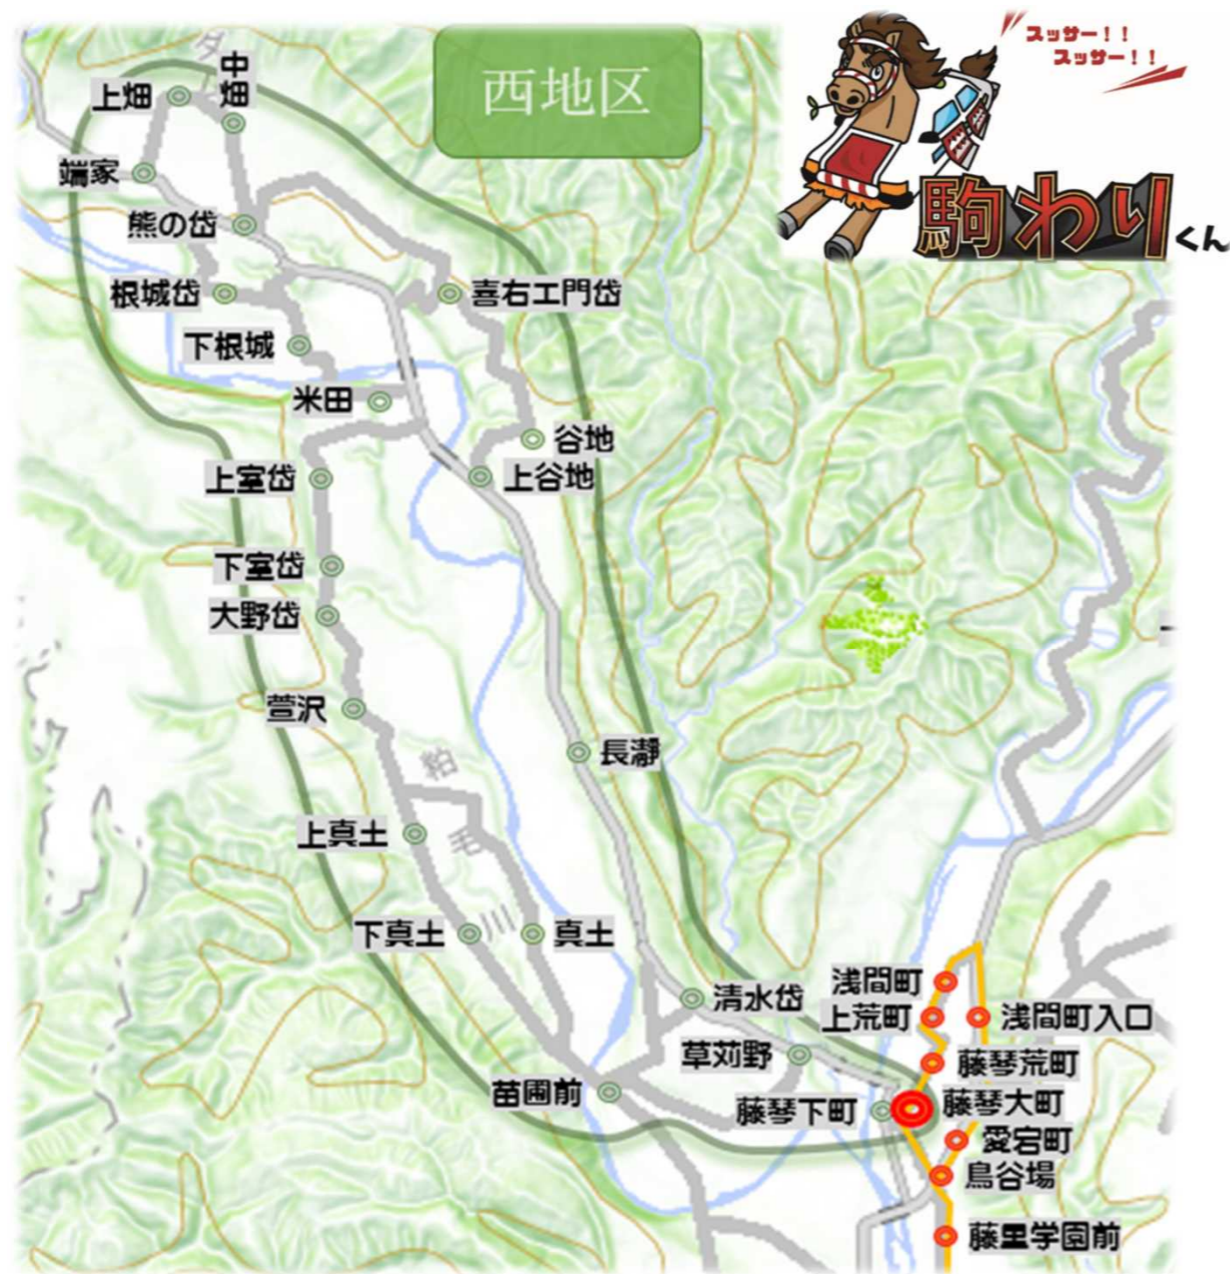 西地区
スッサー！！
スッサー！！
駒わりくん
中畑
上畑
端家
熊の岱
根城岱
喜右エ門岱
下根城
米田
谷地
上谷地
上室岱
下室岱
大野岱
萱沢
長瀞
粕毛川
上真土
下真土
真土
清水岱
浅間町
上荒町
浅間町入口
草苅野
藤琴荒町
苗圃前
藤琴下町
藤琴大町
愛宕町
鳥谷場
藤里学園前